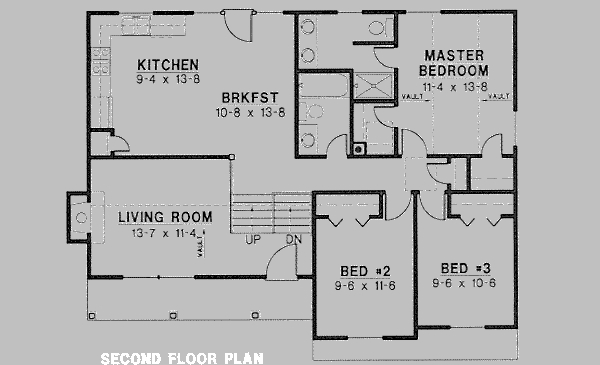 KITCHEN
9-4 x 13-8
BRKFST
10-8 x 13-8
MASTER
BEDROOM
11-4 x 13-8
VAULT
VAULT
LIVING ROOM
13-7 x 11-4
VAULT
UP
DN
BED #2
9-6 x 11-6
BED #3
9-6 x 10-6
SECOND FLOOR PLAN